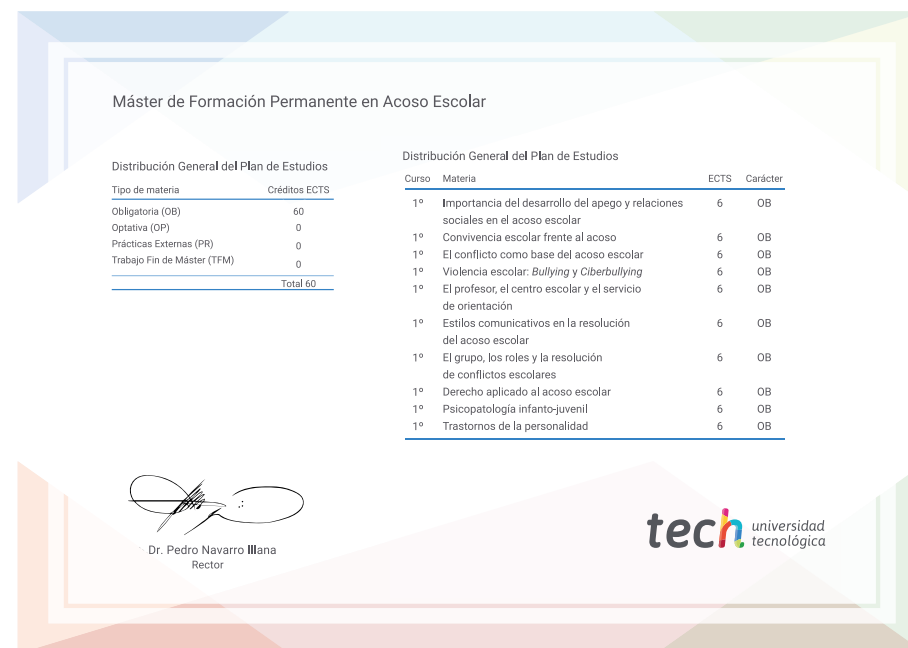 Máster de Formación Permanente en Acoso Escolar
Distribución General del Plan de Estudios
Tipo de materia Créditos ECTS
Obligatoria (OB) 60
Optativa (OP) 0
Prácticas Externas (PR) 0
Trabajo Fin de Máster (TFM) 0
Total 60
Distribución General del Plan de Estudios
Curso Materia ECTS Carácter
1º Importancia del desarrollo del apego y relaciones 6 OB
sociales en el acoso escolar
1º Convivencia escolar frente al acoso 6 OB
1º El conflicto como base del acoso escolar 6 OB
1º Violencia escolar: Bullying y Ciberbullying 6 OB
1º El profesor, el centro escolar y el servicio 6 OB
de orientación
1º Estilos comunicativos en la resolución 6 OB
del acoso escolar
1º El grupo, los roles y la resolución 6 OB
de conflictos escolares
1º Derecho aplicado al acoso escolar 6 OB
1º Psicopatología infanto-juvenil 6 OB
1º Trastornos de la personalidad 6 OB
Dr. Pedro Navarro Illana
Rector
tech universidad
tecnológica